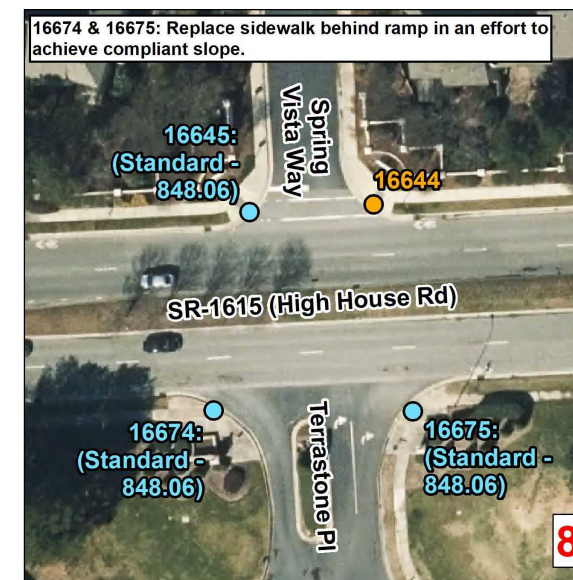 16674 & 16675: Replace sidewalk behind ramp in an effort to
achieve compliant slope.
16645:
(Standard -
848.06)
Spring
Vista Way
16644
SR-1615 (High House Rd)
16674:
(Standard -
848.06)
Terrastone Pl
16675:
(Standard -
848.06)
8